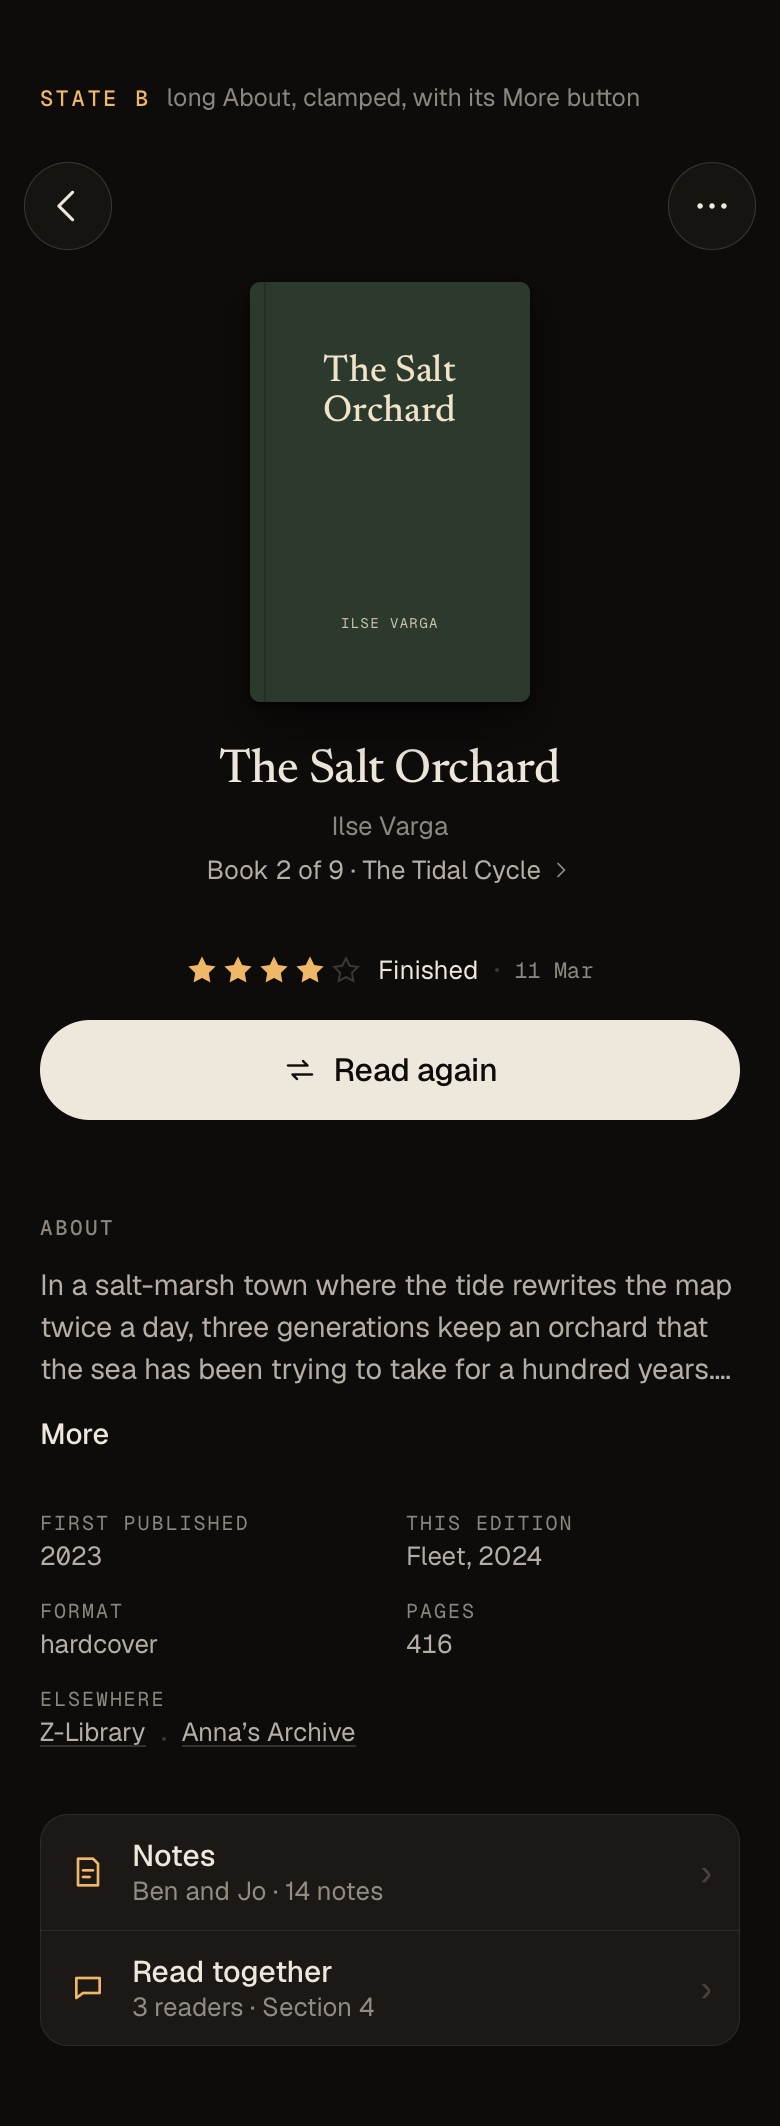 STATE B long About, clamped, with its More button
The Salt
Orchard
ILSE VARGA
The Salt Orchard
Ilse Varga
Book 2 of 9 · The Tidal Cycle
Finished · 11 Mar
Read again
ABOUT
In a salt-marsh town where the tide rewrites the map
twice a day, three generations keep an orchard that
the sea has been trying to take for a hundred years.…
More
FIRST PUBLISHED THIS EDITION
2023 Fleet, 2024
FORMAT PAGES
hardcover 416
ELSEWHERE
Z-Library · Anna’s Archive
Notes
Ben and Jo · 14 notes
Read together
3 readers · Section 4